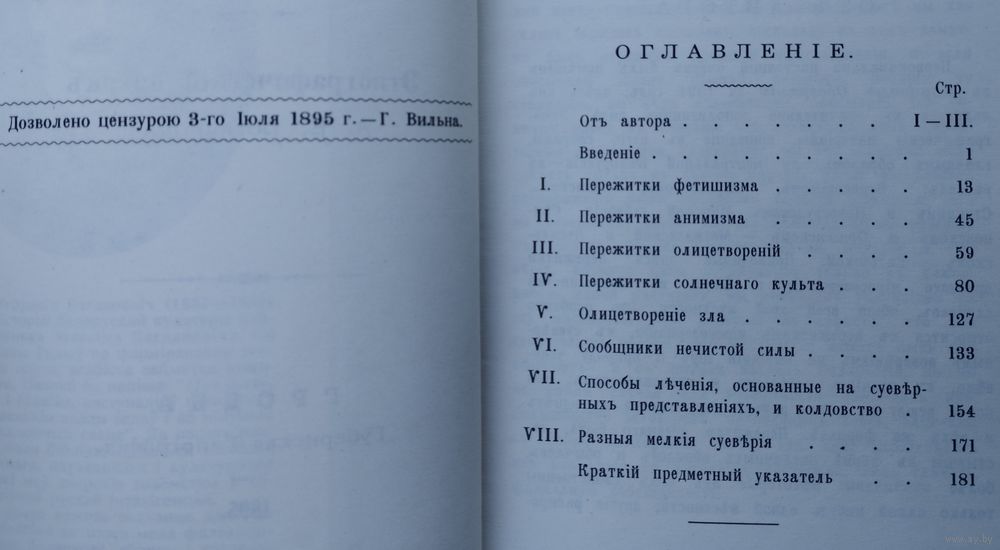 Дозволено цензурою 3-го Іюля 1895 г. — Г. Вильна.
ОГЛАВЛЕНІЕ.
Стр.
Отъ автора . . . . . . . I — III.
Введеніе . . . . . . . . . 1
I. Пережитки фетишизма . . . . . 13
II. Пережитки анимизма . . . . . 45
III. Пережитки олицетвореній . . . . 59
IV. Пережитки солнечнаго культа . . . 80
V. Олицетвореніе зла . . . . . . 127
VI. Сообщники нечистой силы . . . . 133
VII. Способы лѣченія, основанные на суевѣр-
ныхъ представленіяхъ, и колдовство . 154
VIII. Разныя мелкія суевѣрія . . . . 171
Краткій предметный указатель . . 181
www.ay.by